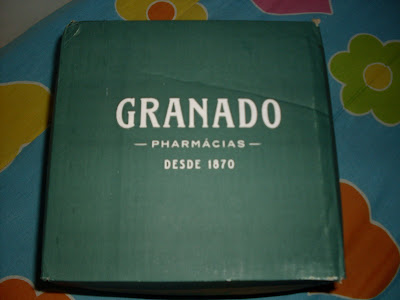 GRANADO
— PHARMÁCIAS —
DESDE 1870